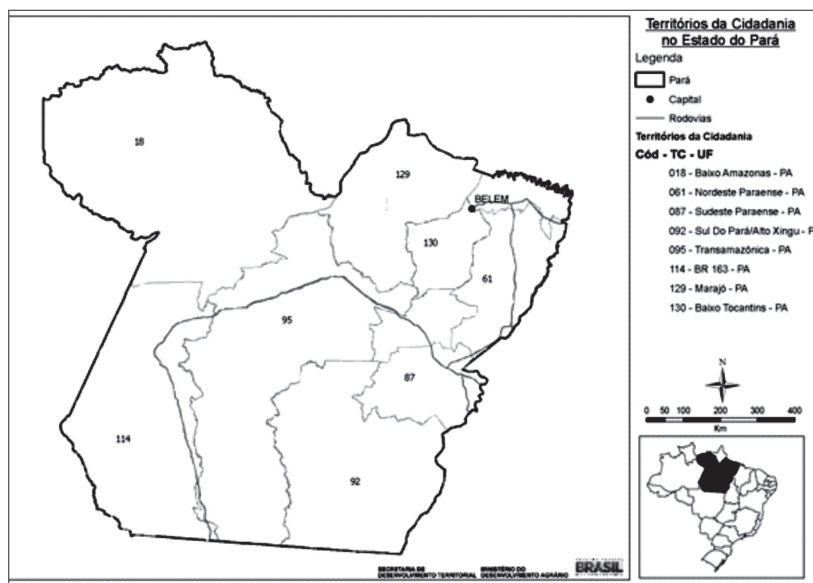 Territórios da Cidadania
no Estado do Pará
Legenda
Pará
Capital
Rodovias
Territórios da Cidadania
Cód - TC - UF
018 - Baixo Amazonas - PA
061 - Nordeste Paraense - PA
087 - Sudeste Paraense - PA
092 - Sul Do Pará/Alto Xingu - P
095 - Transamazônica - PA
114 - BR 163 - PA
129 - Marajó - PA
130 - Baixo Tocantins - PA
18
129
BELEM
130
61
95
87
114
92
N
0 50 100 200 300 400
Km
SECRETARIA DE
DESENVOLVIMENTO TERRITORIAL
MINISTÉRIO DO
DESENVOLVIMENTO AGRÁRIO
BRASIL